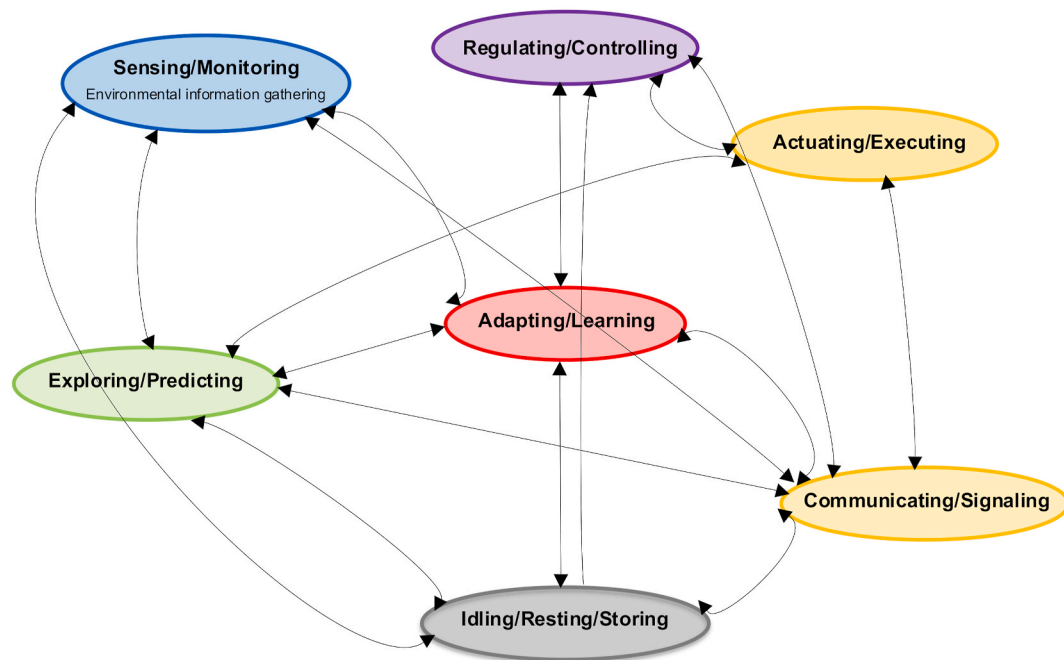 Regulating/Controlling
Sensing/Monitoring
Environmental information gathering
Actuating/Executing
Adapting/Learning
Exploring/Predicting
Communicating/Signaling
Idling/Resting/Storing